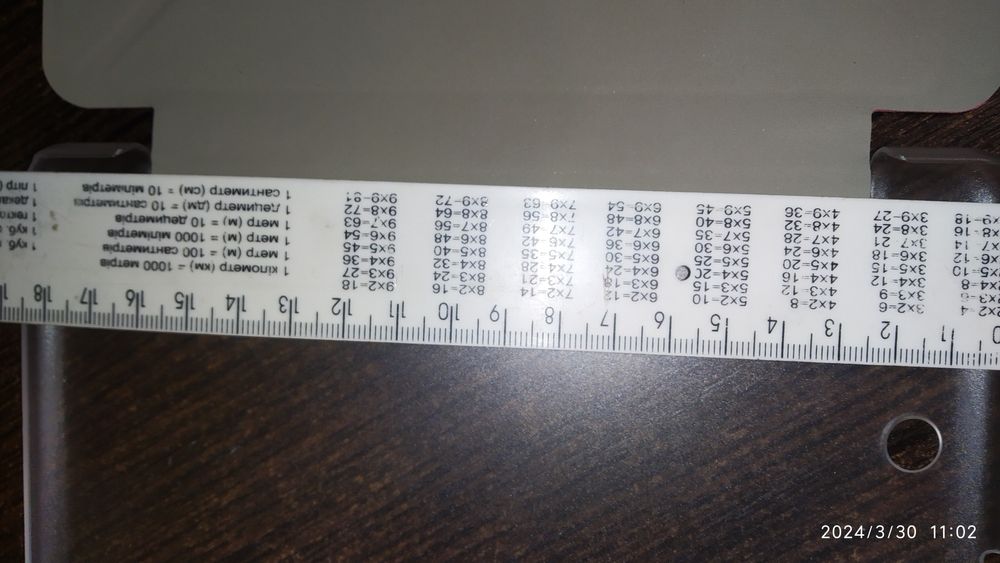 0 1 2 3 4 5 6 7 8 9 10 11 12 13 14 15 16 17 18
2x2=4
3x2=6
3x3=9
3x4=12
3x5=15
3x6=18
3x7=21
3x8=24
3x9=27
4x2=8
4x3=12
4x4=16
4x5=20
4x6=24
4x7=28
4x8=32
4x9=36
5x2=10
5x3=15
5x4=20
5x5=25
5x6=30
5x7=35
5x8=40
5x9=45
6x2=12
6x3=18
6x4=24
6x5=30
6x6=36
6x7=42
6x8=48
6x9=54
7x2=14
7x3=21
7x4=28
7x5=35
7x6=42
7x7=49
7x8=56
7x9=63
8x2=16
8x3=24
8x4=32
8x5=40
8x6=48
8x7=56
8x8=64
8x9=72
9x2=18
9x3=27
9x4=36
9x5=45
9x6=54
9x7=63
9x8=72
9x9=81
1 кілометр (км) = 1000 метрів
1 метр (м) = 100 сантиметрів
1 метр (м) = 1000 міліметрів
1 метр (м) = 10 дециметрів
1 дециметр (дм) = 10 сантиметрів
1 сантиметр (см) = 10 міліметрів
1 куб
1 куб
1 літр (
2024/3/30 11:02